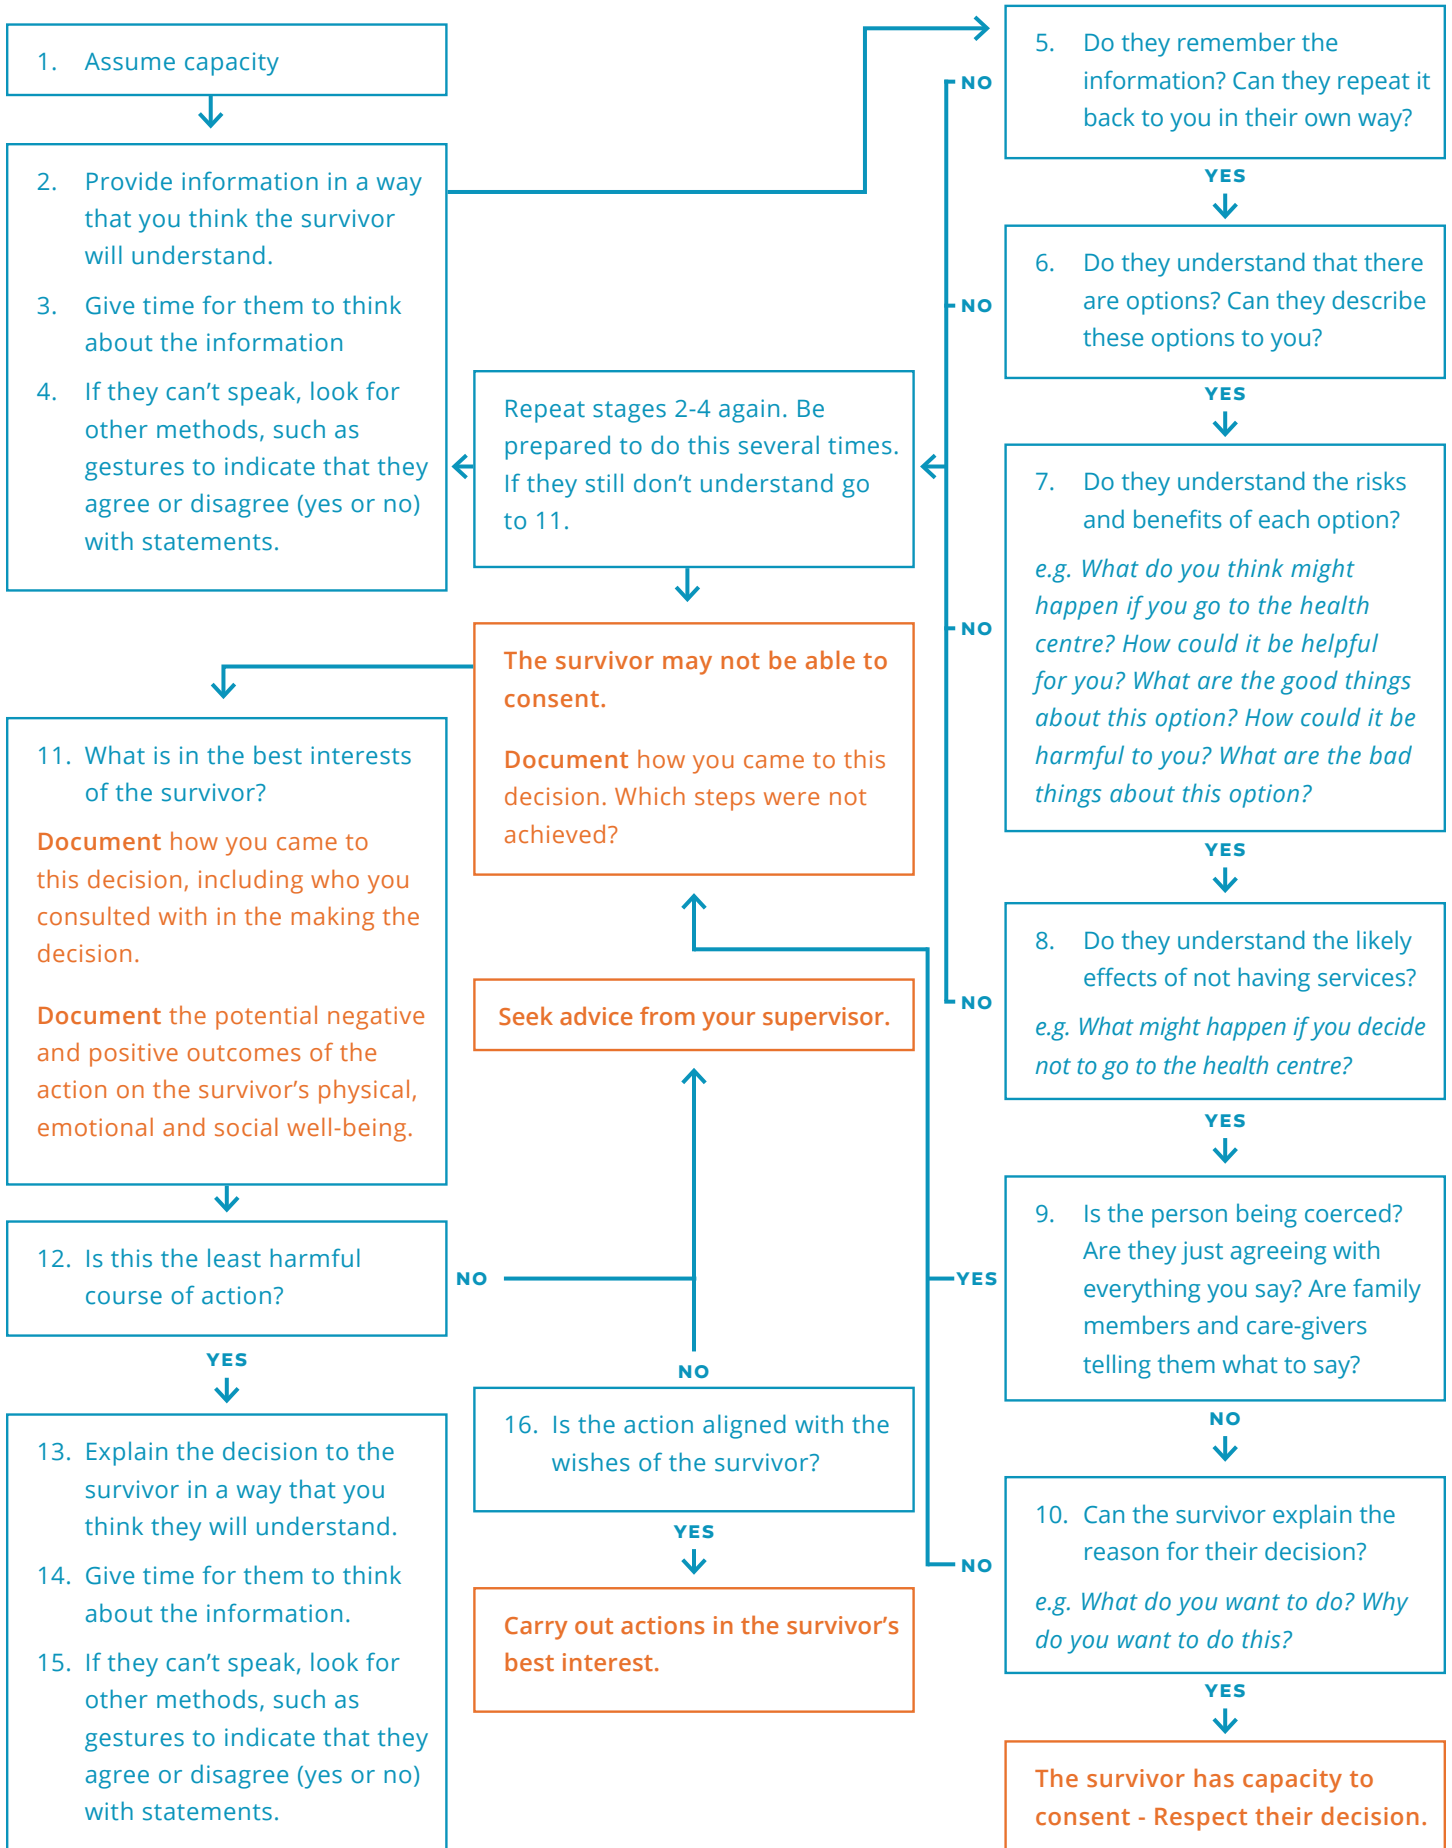 1. Assume capacity
2. Provide information in a way
that you think the survivor
will understand.
3. Give time for them to think
about the information
4. If they can’t speak, look for
other methods, such as
gestures to indicate that they
agree or disagree (yes or no)
with statements.
5. Do they remember the
information? Can they repeat it
back to you in their own way?
NO
YES
6. Do they understand that there
are options? Can they describe
these options to you?
NO
YES
7. Do they understand the risks
and benefits of each option?
e.g. What do you think might
happen if you go to the health
centre? How could it be helpful
for you? What are the good things
about this option? How could it be
harmful to you? What are the bad
things about this option?
NO
YES
8. Do they understand the likely
effects of not having services?
e.g. What might happen if you decide
not to go to the health centre?
NO
YES
9. Is the person being coerced?
Are they just agreeing with
everything you say? Are family
members and care-givers
telling them what to say?
YES
NO
10. Can the survivor explain the
reason for their decision?
e.g. What do you want to do? Why
do you want to do this?
NO
YES
The survivor has capacity to
consent - Respect their decision.
Repeat stages 2-4 again. Be
prepared to do this several times.
If they still don’t understand go
to 11.
The survivor may not be able to
consent.
Document how you came to this
decision. Which steps were not
achieved?
Seek advice from your supervisor.
11. What is in the best interests
of the survivor?
Document how you came to
this decision, including who you
consulted with in the making the
decision.
Document the potential negative
and positive outcomes of the
action on the survivor’s physical,
emotional and social well-being.
12. Is this the least harmful
course of action?
NO
YES
13. Explain the decision to the
survivor in a way that you
think they will understand.
14. Give time for them to think
about the information.
15. If they can’t speak, look for
other methods, such as
gestures to indicate that they
agree or disagree (yes or no)
with statements.
NO
16. Is the action aligned with the
wishes of the survivor?
YES
Carry out actions in the survivor’s
best interest.